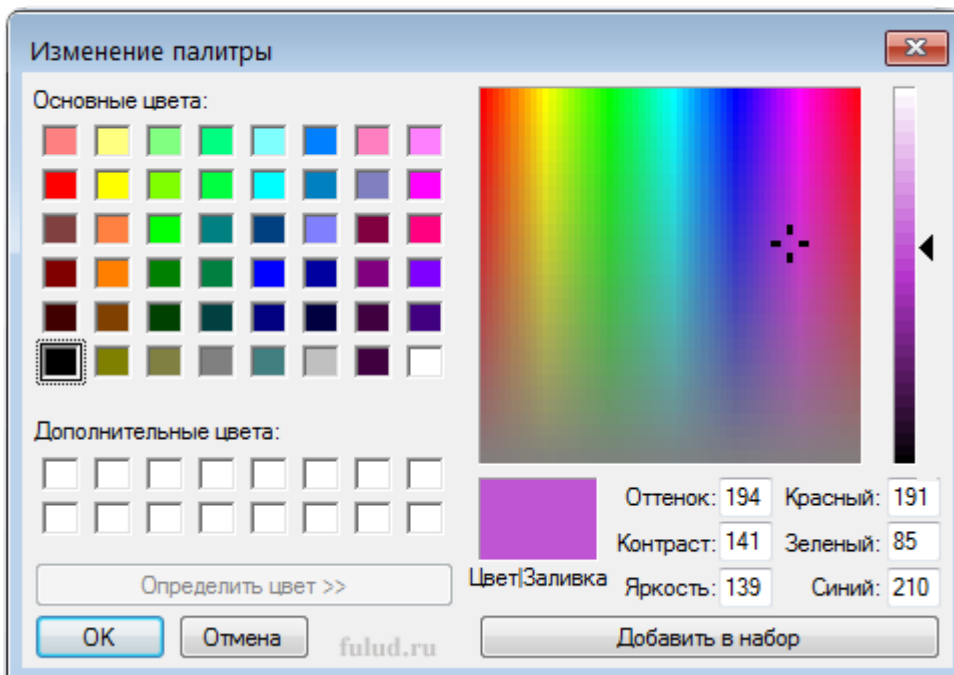 Изменение палитры
Основные цвета:
Дополнительные цвета:
Определить цвет >>
OK
Отмена
fulud.ru
Цвет|Заливка
Оттенок: 194
Красный: 191
Контраст: 141
Зеленый: 85
Яркость: 139
Синий: 210
Добавить в набор